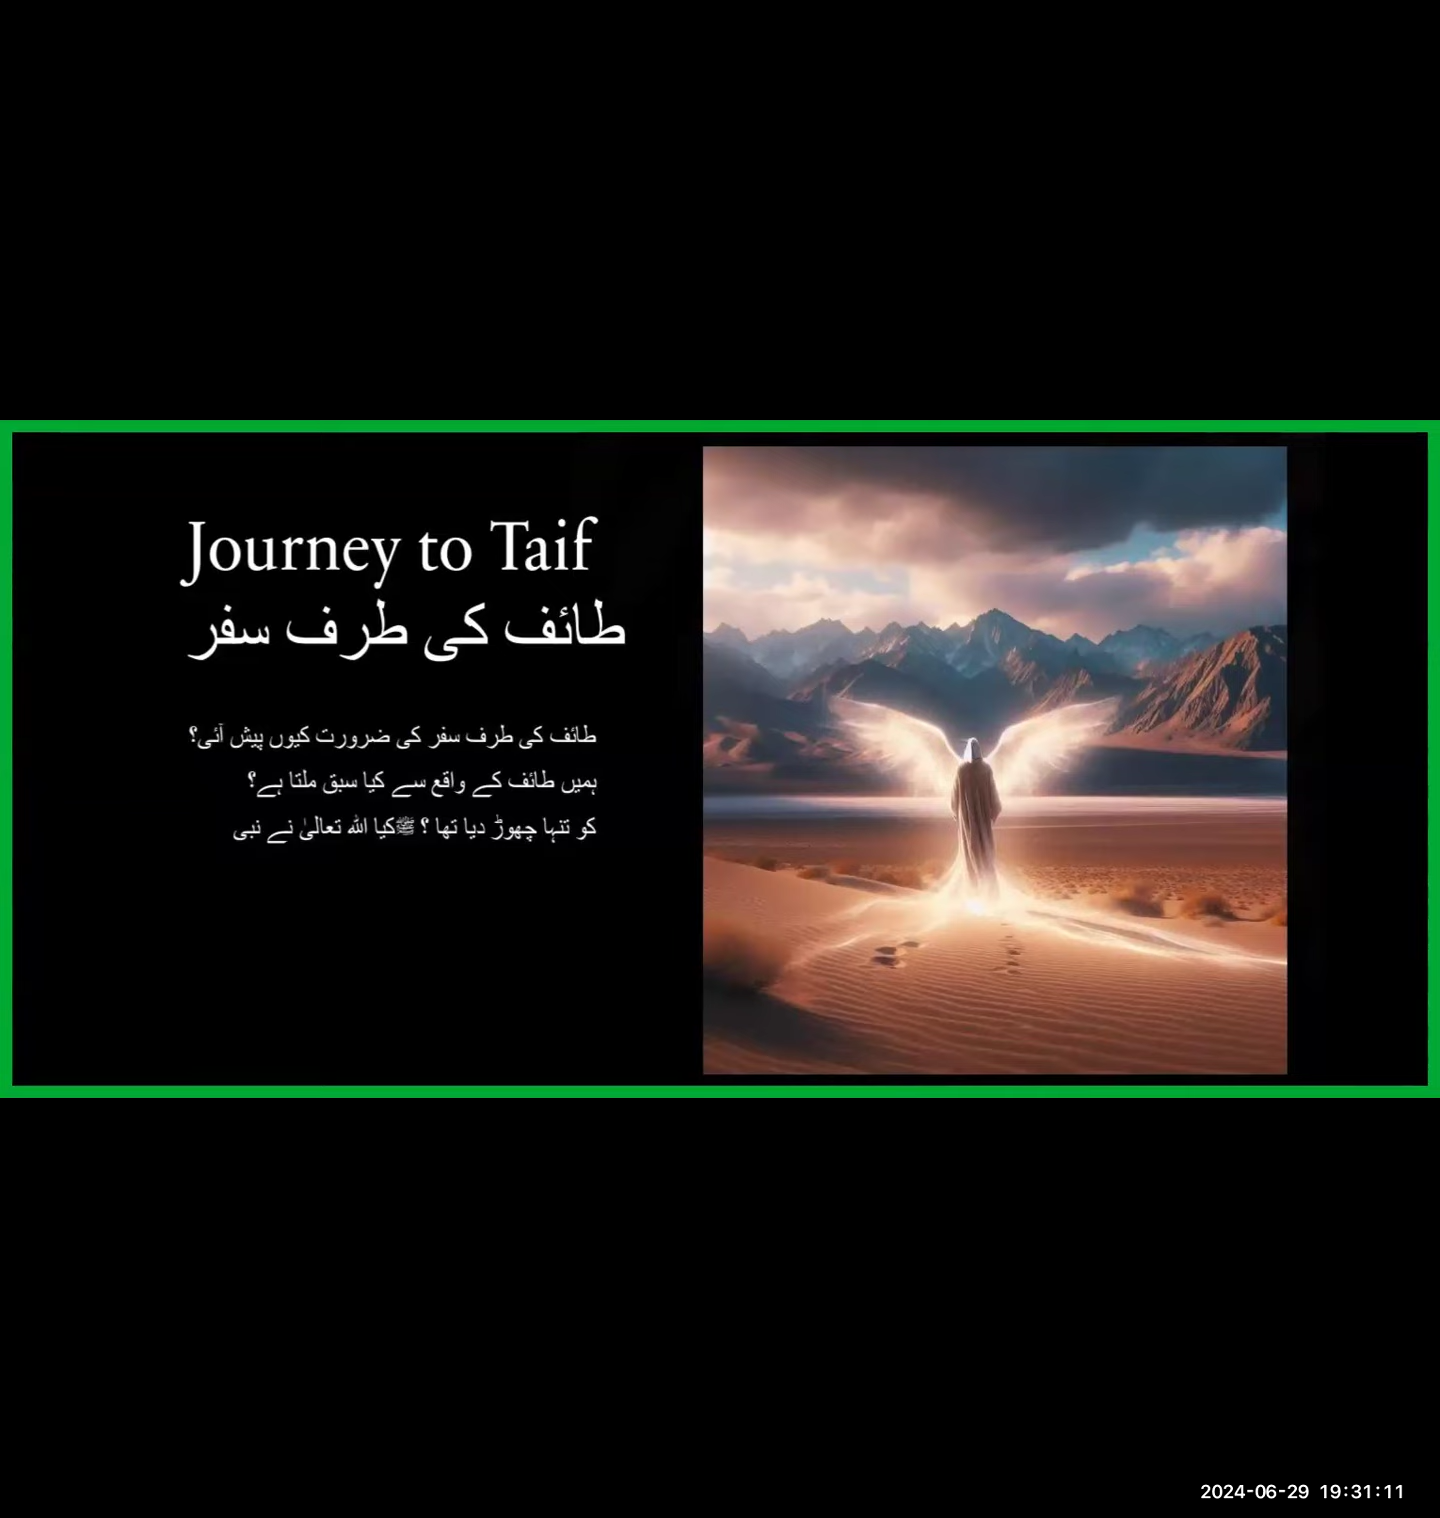 Journey to Taif
طائف کی طرف سفر
طائف کی طرف سفر کی ضرورت کیوں پیش آئی؟
ہمیں طائف کے واقع سے کیا سبق ملتا ہے؟
کو تنہا چھوڑ دیا تھا ؟ ﷺکیا اللہ تعالیٰ نے نبی
2024-06-29 19:31:11